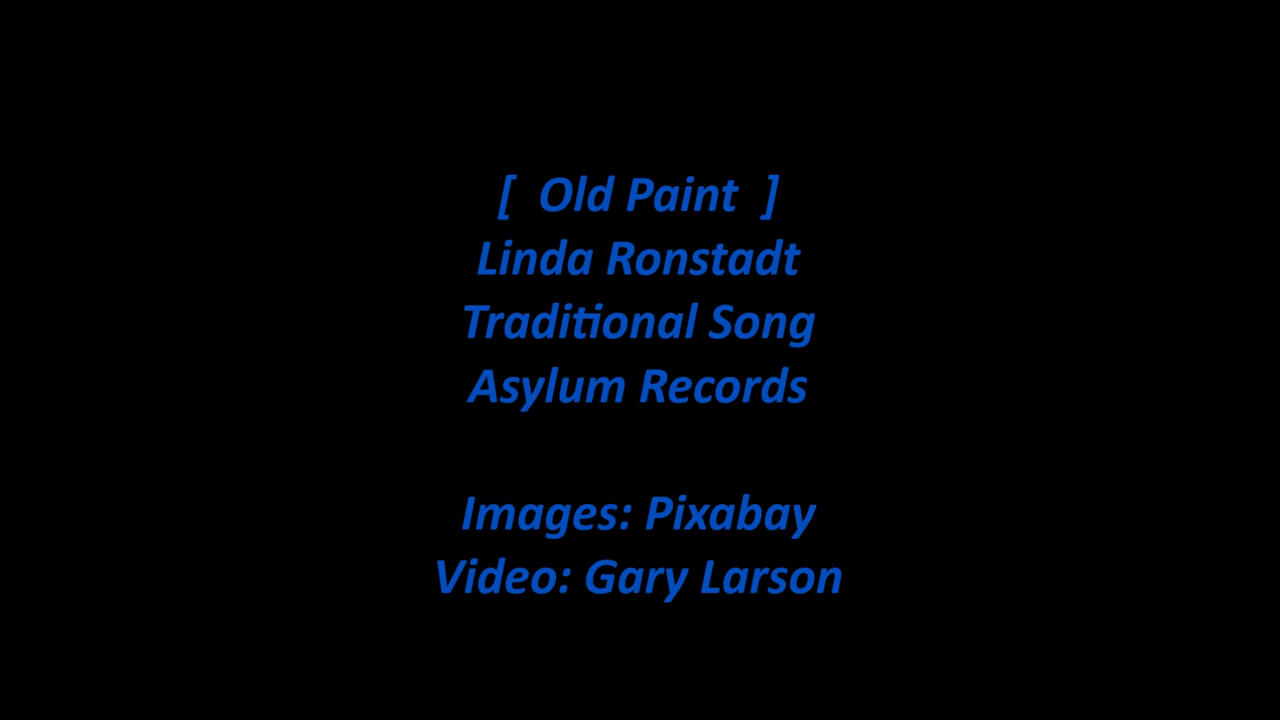 [  Old Paint  ]
Linda Ronstadt
Traditional Song
Asylum Records
Images: Pixabay
Video: Gary Larson